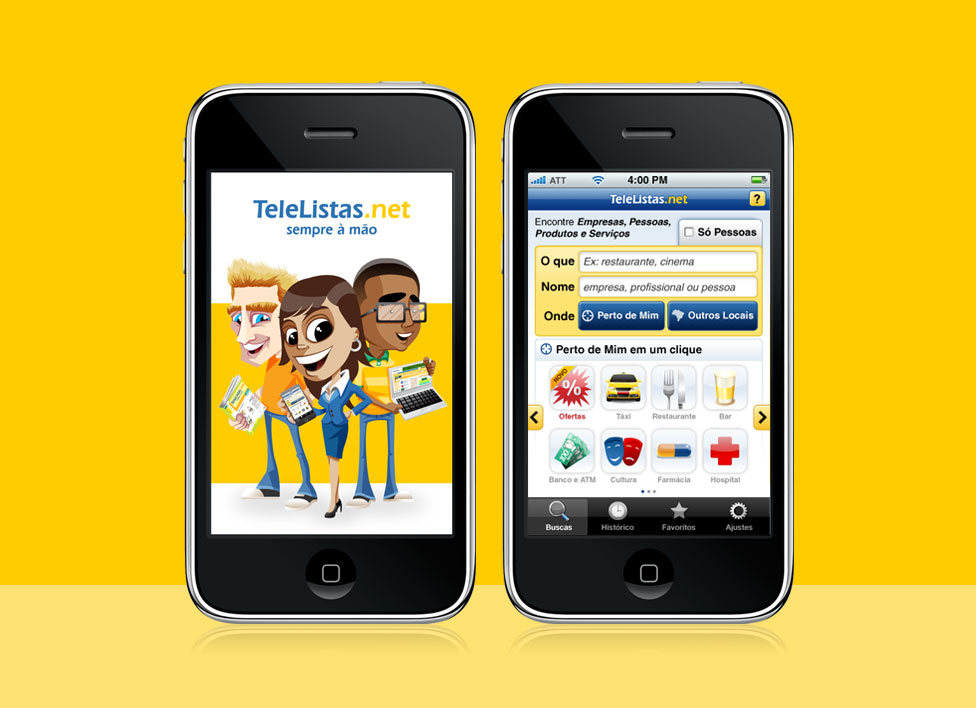 TeleListas.net
sempre à mão
ATT
4:00 PM
TeleListas.net
?
Encontre Empresas, Pessoas,
Produtos e Serviços
Só Pessoas
O que
Ex: restaurante, cinema
Nome
empresa, profissional ou pessoa
Onde
Perto de Mim
Outros Locais
Perto de Mim em um clique
NOVO
%
Ofertas
Táxi
Restaurante
Bar
Banco e ATM
Cultura
Farmácia
Hospital
Buscas
Histórico
Favoritos
Ajustes